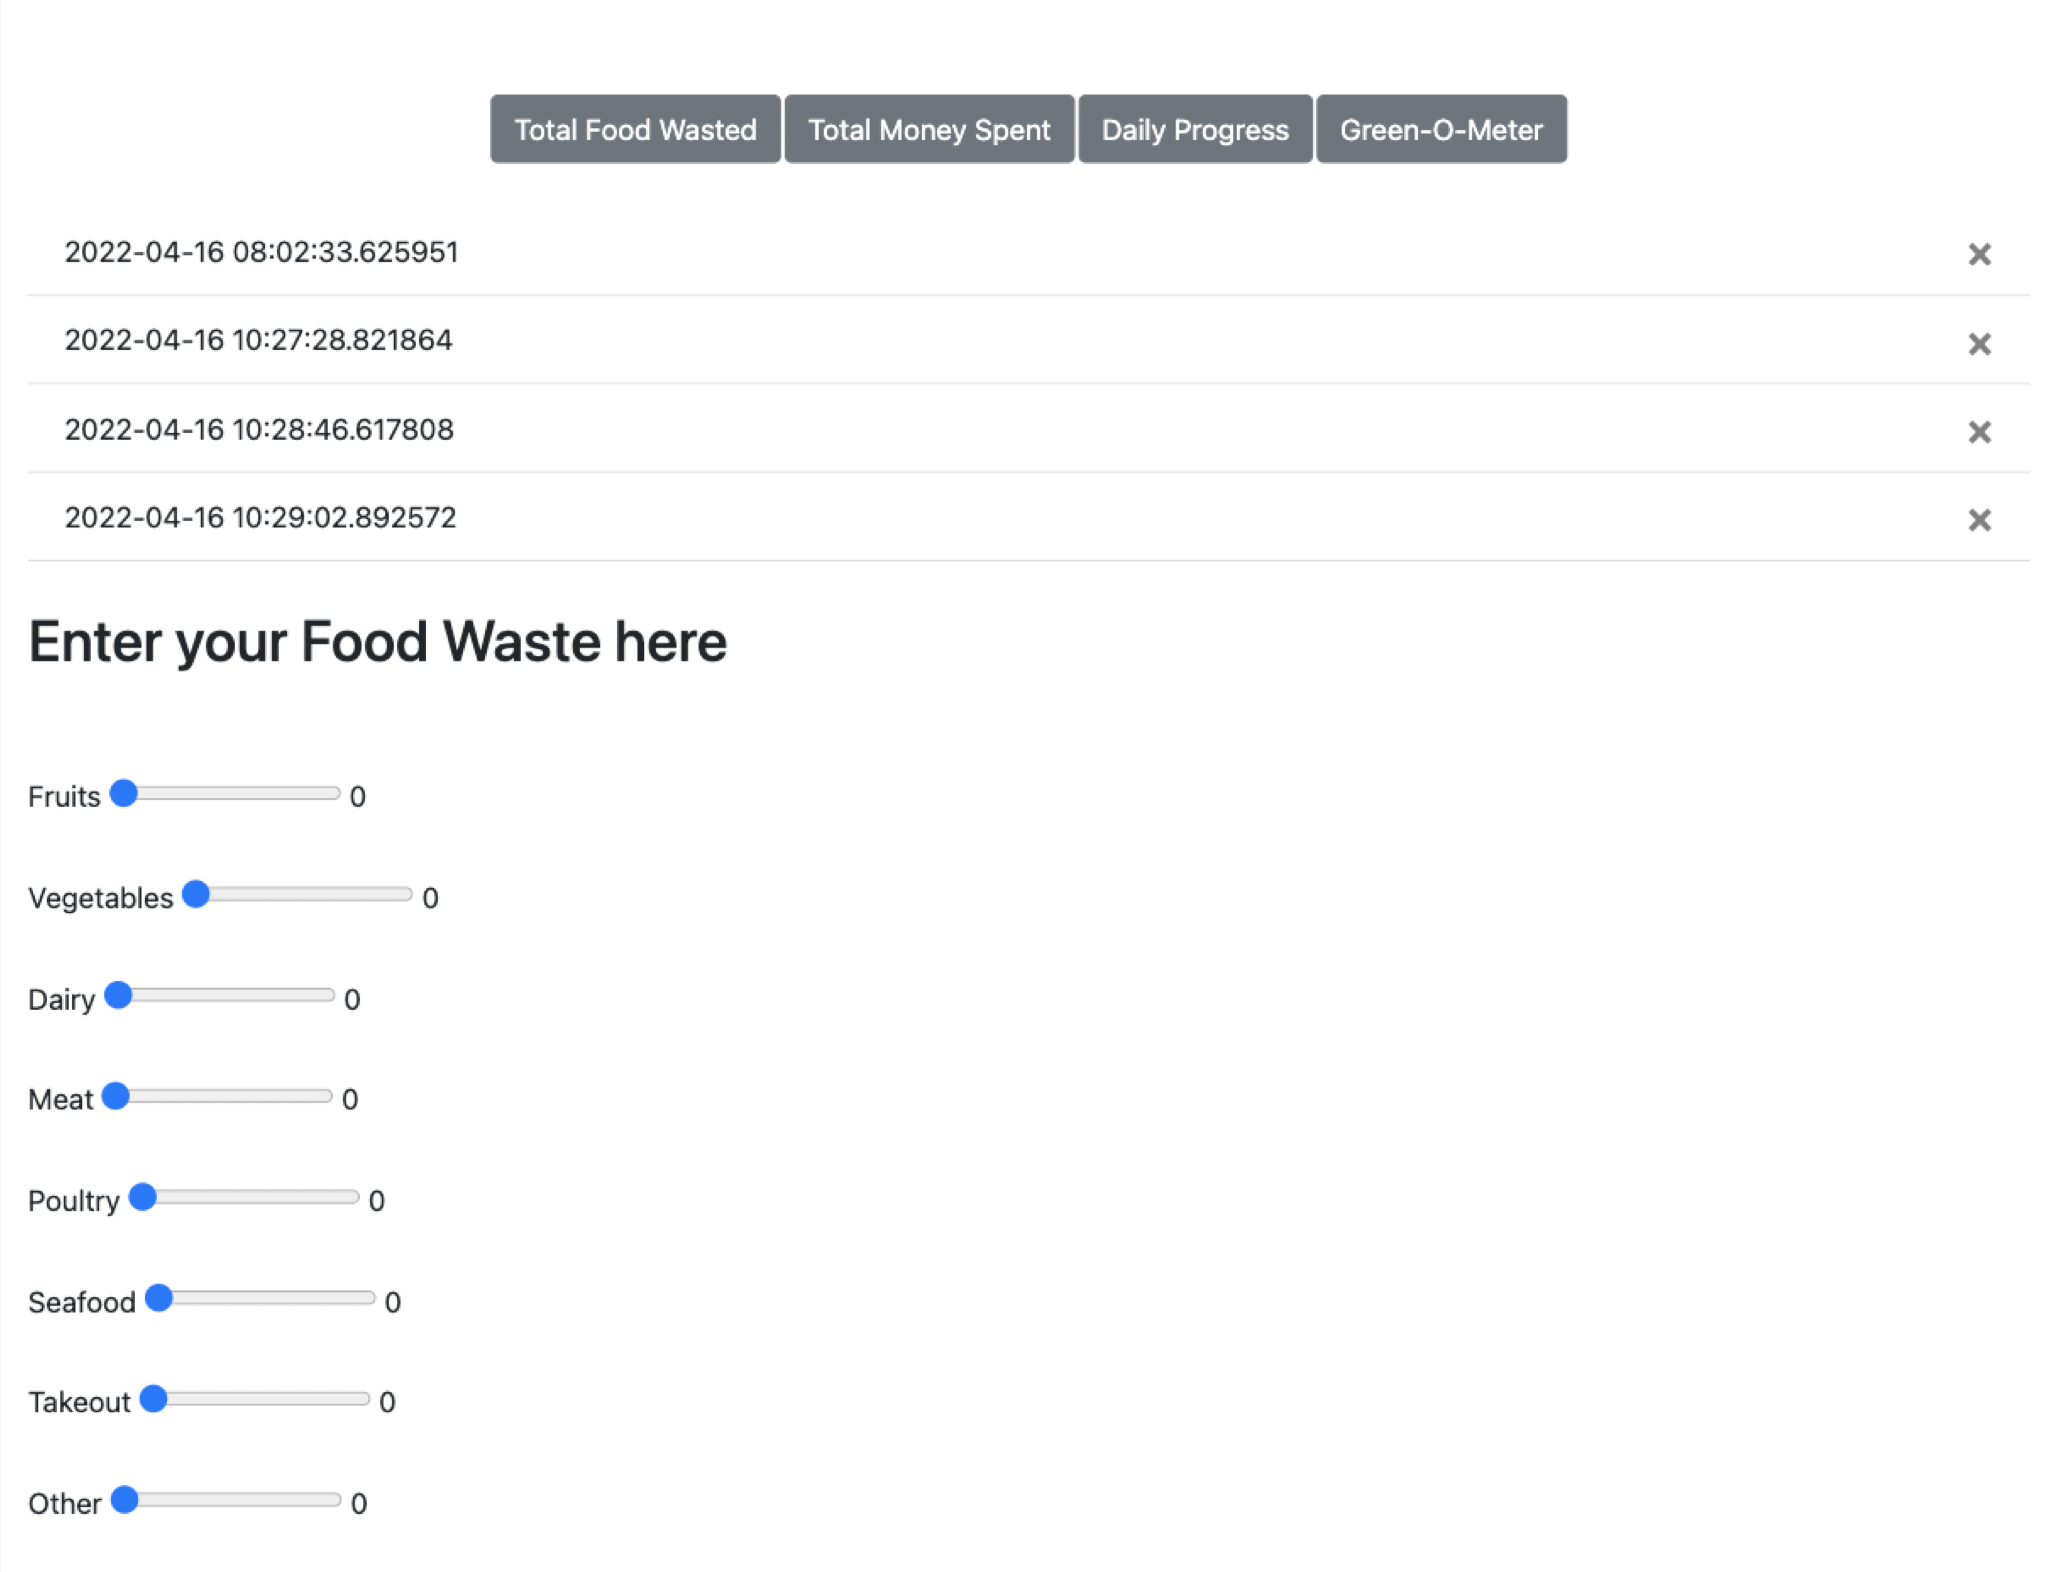 Total Food Wasted Total Money Spent Daily Progress Green-O-Meter
2022-04-16 08:02:33.625951 ×
2022-04-16 10:27:28.821864 ×
2022-04-16 10:28:46.617808 ×
2022-04-16 10:29:02.892572 ×
Enter your Food Waste here
Fruits 0
Vegetables 0
Dairy 0
Meat 0
Poultry 0
Seafood 0
Takeout 0
Other 0